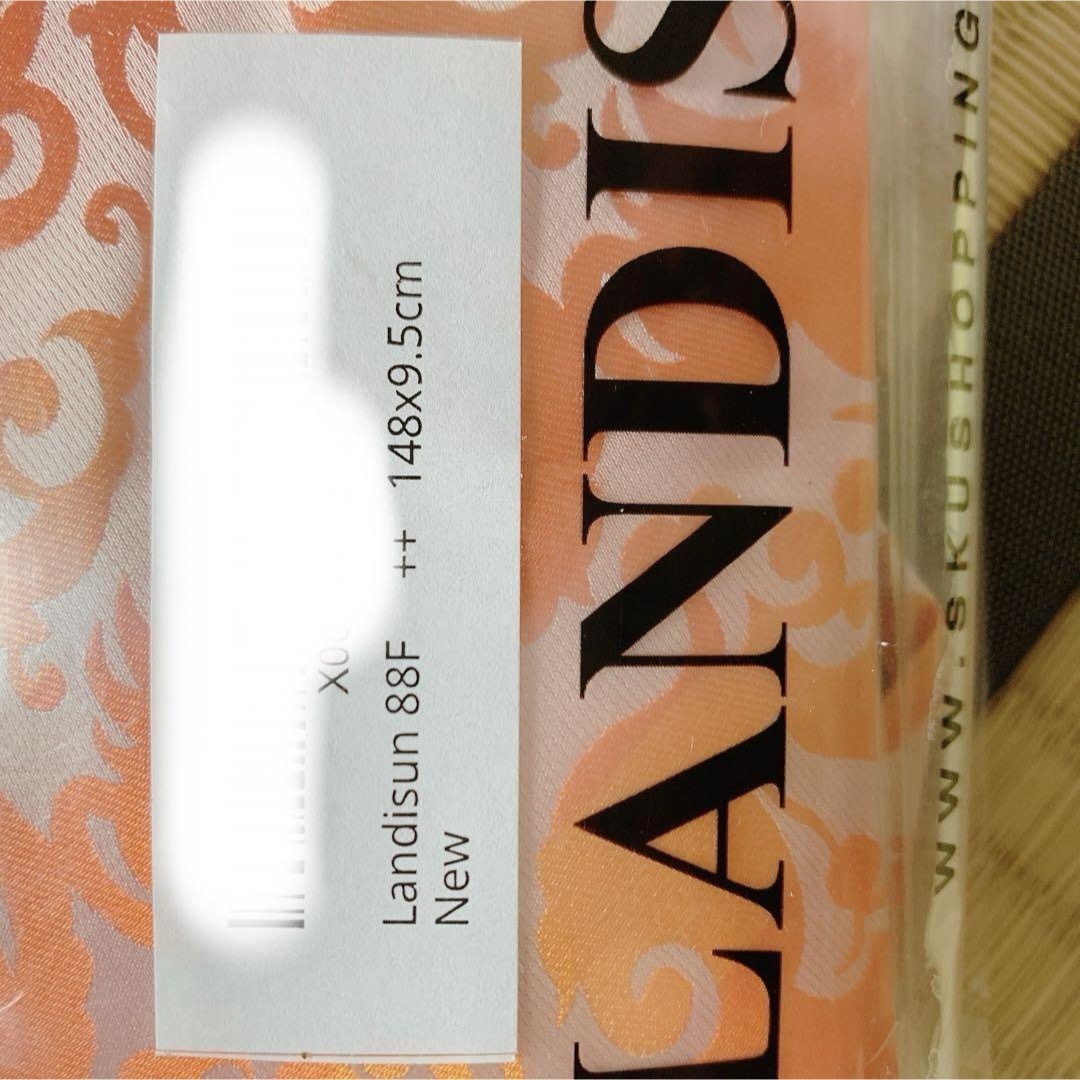 X00
Landisun 88F ++ 148x9.5cm
New
LANDIS
WWW.SKUSHOPPING